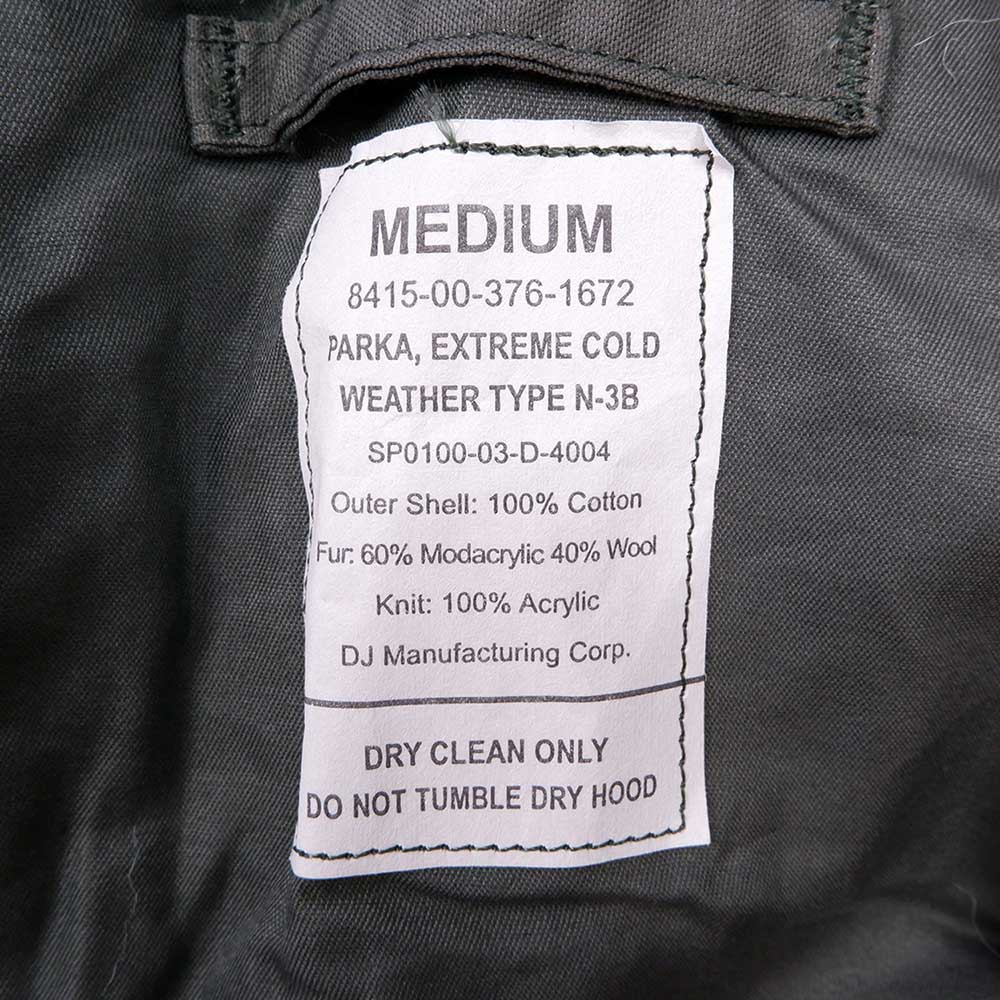 MEDIUM
8415-00-376-1672
PARKA, EXTREME COLD
WEATHER TYPE N-3B
SP0100-03-D-4004
Outer Shell: 100% Cotton
Fur: 60% Modacrylic 40% Wool
Knit: 100% Acrylic
DJ Manufacturing Corp.
DRY CLEAN ONLY
DO NOT TUMBLE DRY HOOD